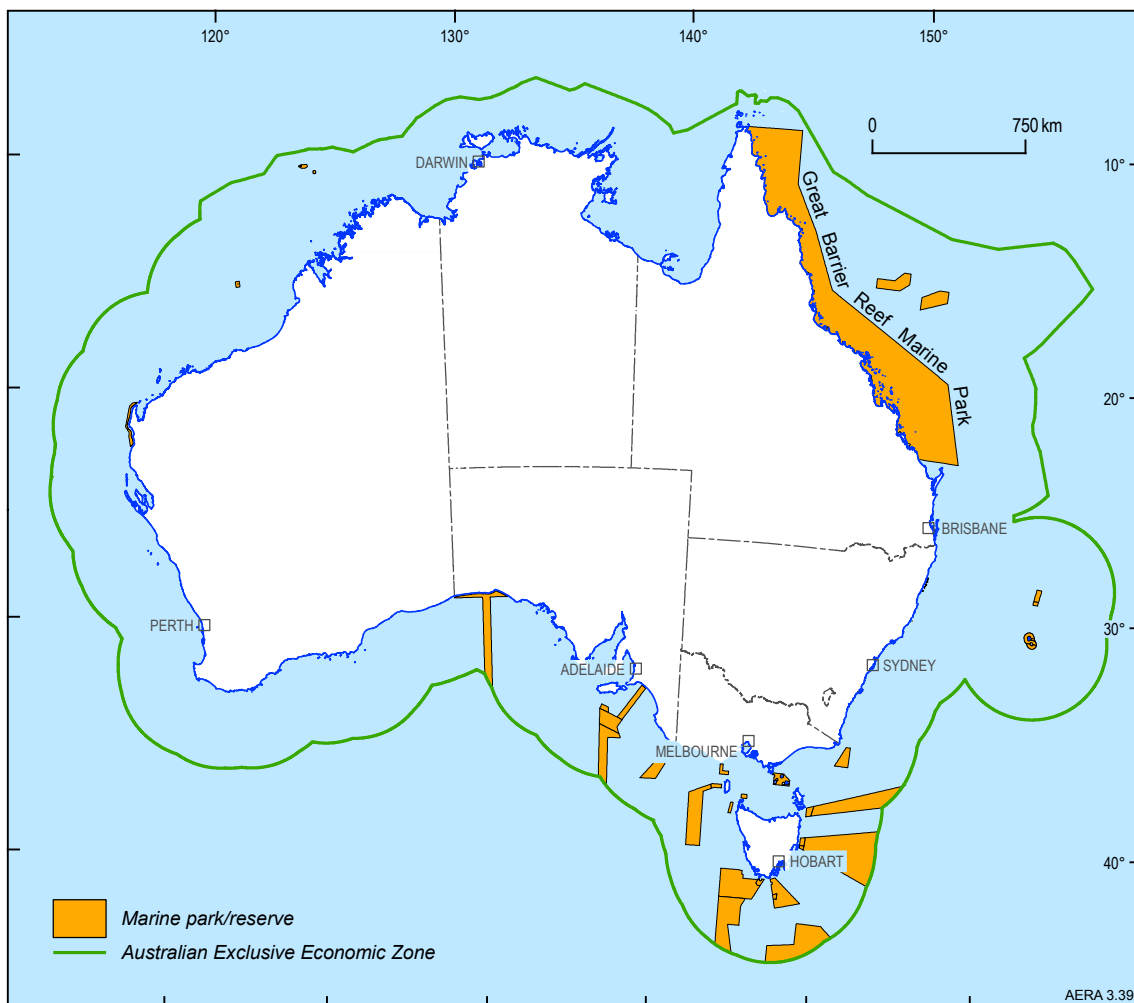 120°
130°
140°
150°
0
750 km
DARWIN
10°
Great Barrier Reef Marine Park
20°
BRISBANE
PERTH
30°
ADELAIDE
SYDNEY
MELBOURNE
HOBART
40°
Marine park/reserve
Australian Exclusive Economic Zone
AERA 3.39